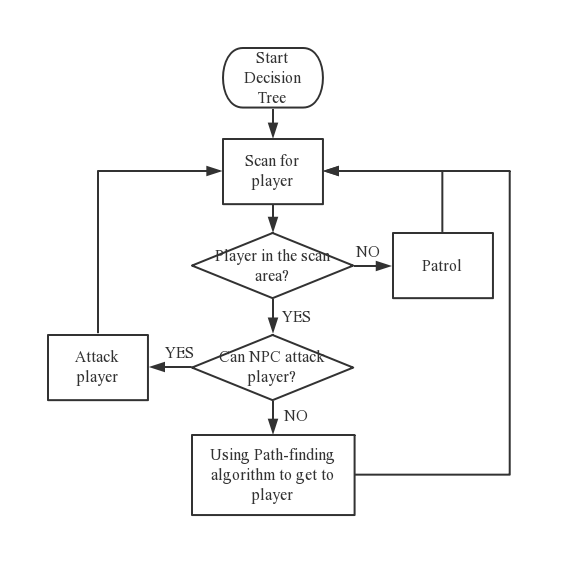 Start
Decision
Tree
Scan for
player
Player in the scan
area?
NO
Patrol
YES
Can NPC attack
player?
YES
Attack
player
NO
Using Path-finding
algorithm to get to
player